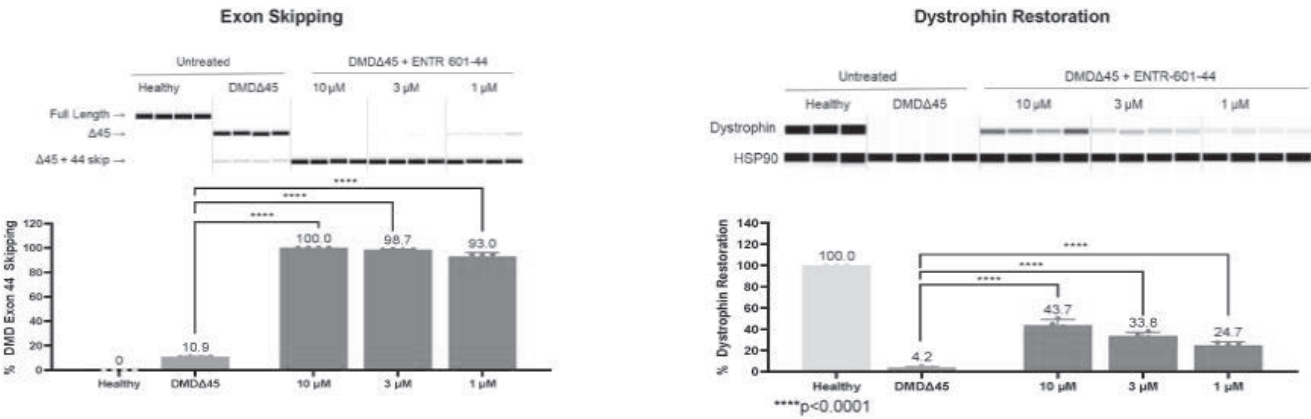 Exon Skipping
Untreated
DMDΔ45 + ENTR 601-44
Healthy
DMDΔ45
10 µM
3 µM
1 µM
Full Length →
Δ45 →
Δ45 + 44 skip →
****
****
****
% DMD Exon 44 Skipping
120
100
80
60
40
20
0
0
10.9
100.0
98.7
93.0
Healthy
DMDΔ45
10 µM
3 µM
1 µM
Dystrophin Restoration
Untreated
DMDΔ45 + ENTR-601-44
Healthy
DMDΔ45
10 µM
3 µM
1 µM
Dystrophin
HSP90
****
****
****
% Dystrophin Restoration
140
120
100
80
60
40
20
0
100.0
4.2
43.7
33.8
24.7
Healthy
DMDΔ45
10 µM
3 µM
1 µM
****p<0.0001